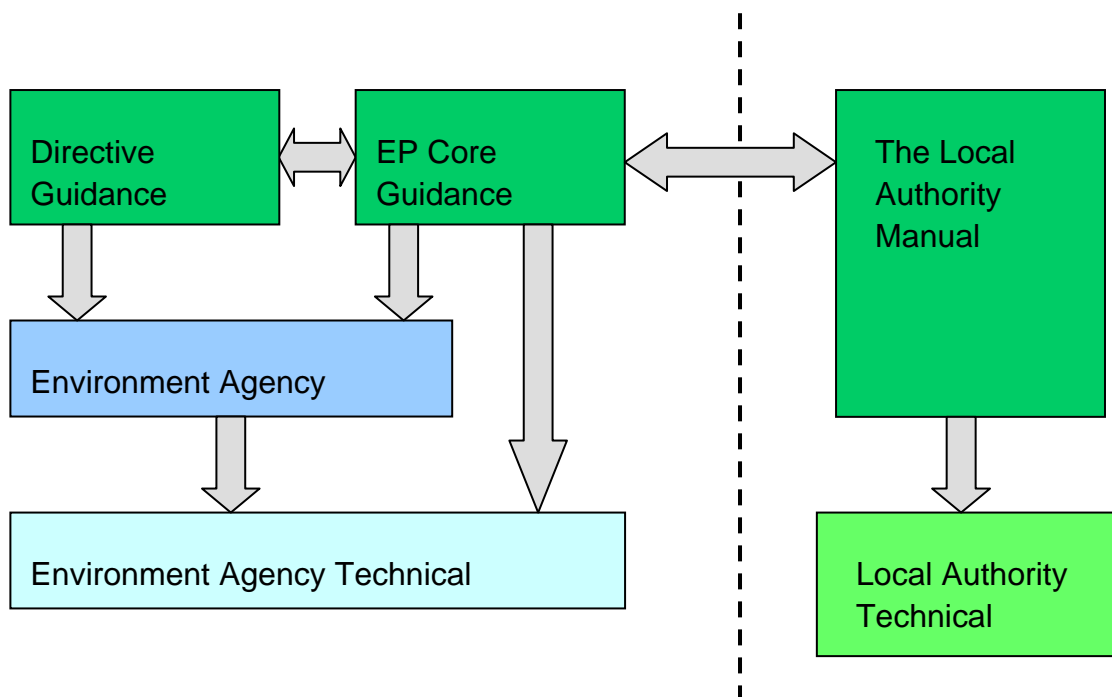 Directive
Guidance
EP Core
Guidance
The Local
Authority
Manual
Environment Agency
Environment Agency Technical
Local Authority
Technical